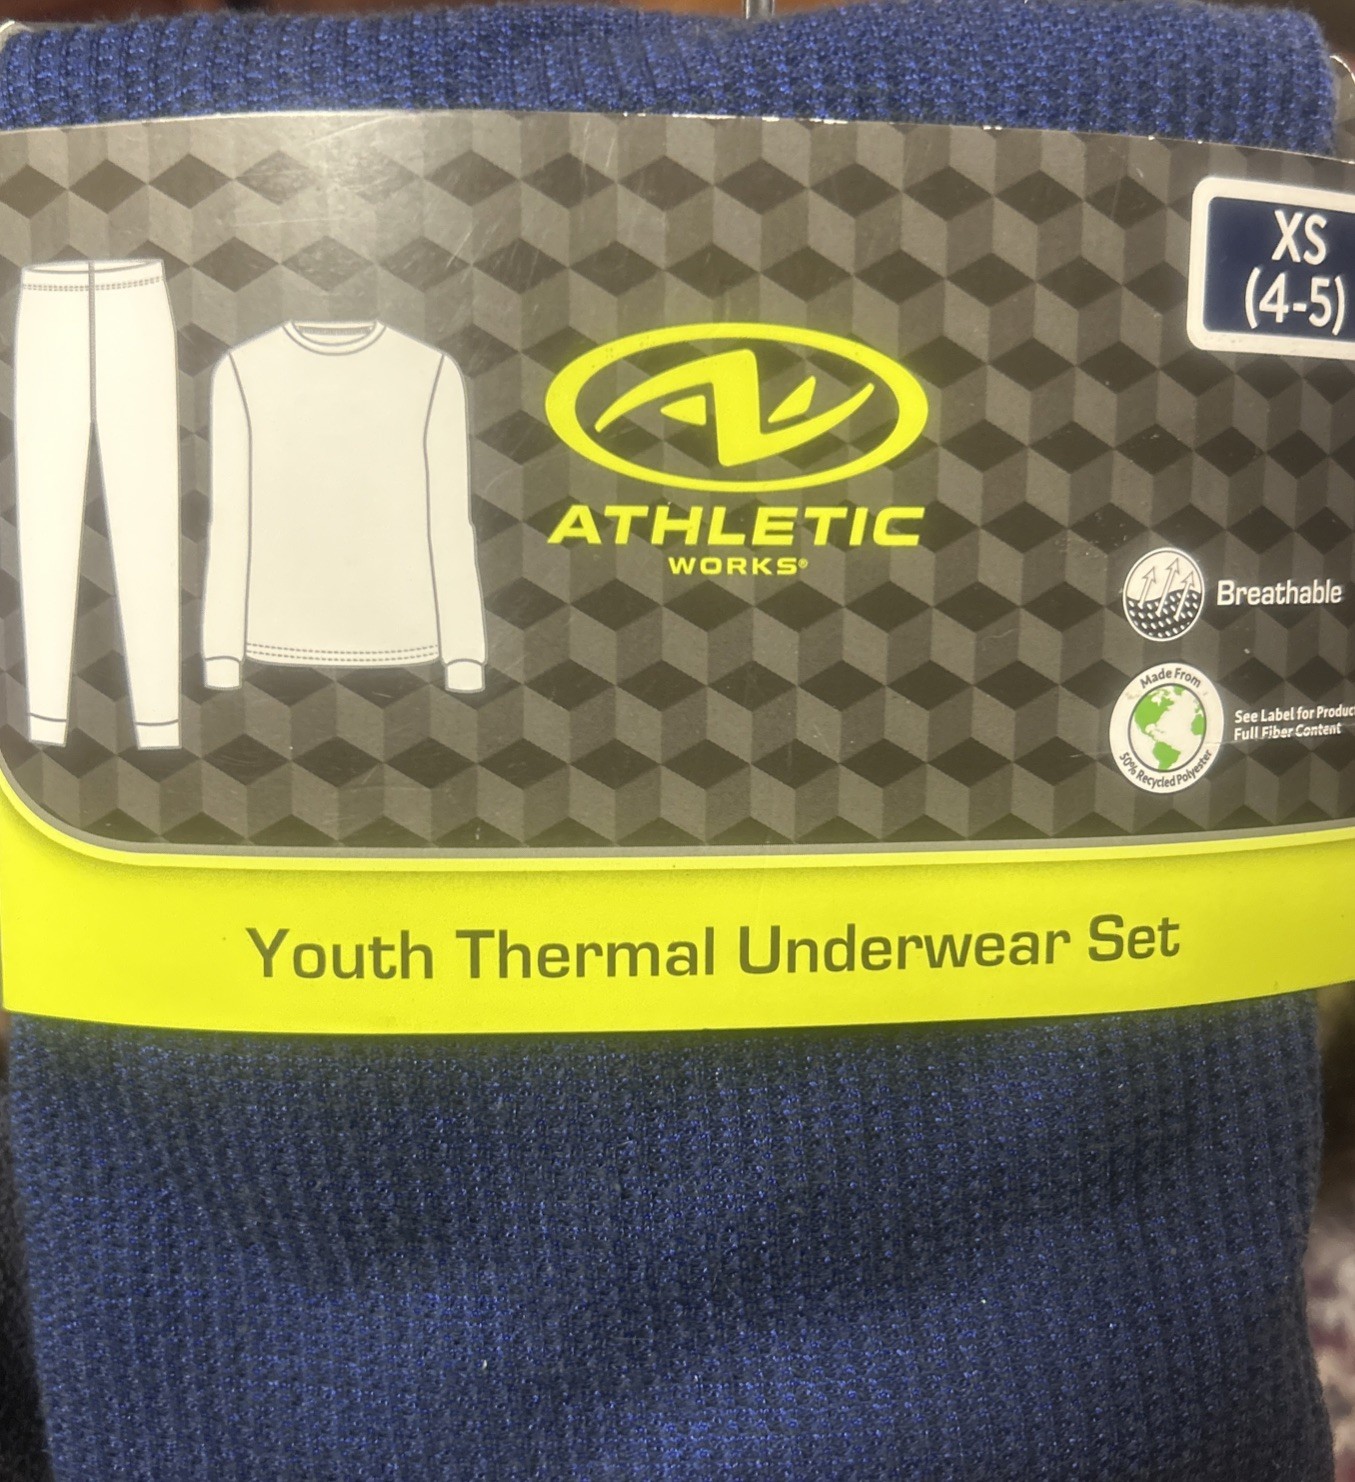 XS
(4-5)
ATHLETIC
WORKS®
Breathable
Made From
50% Recycled Polyester
See Label for
Full Fiber Content
Youth Thermal Underwear Set